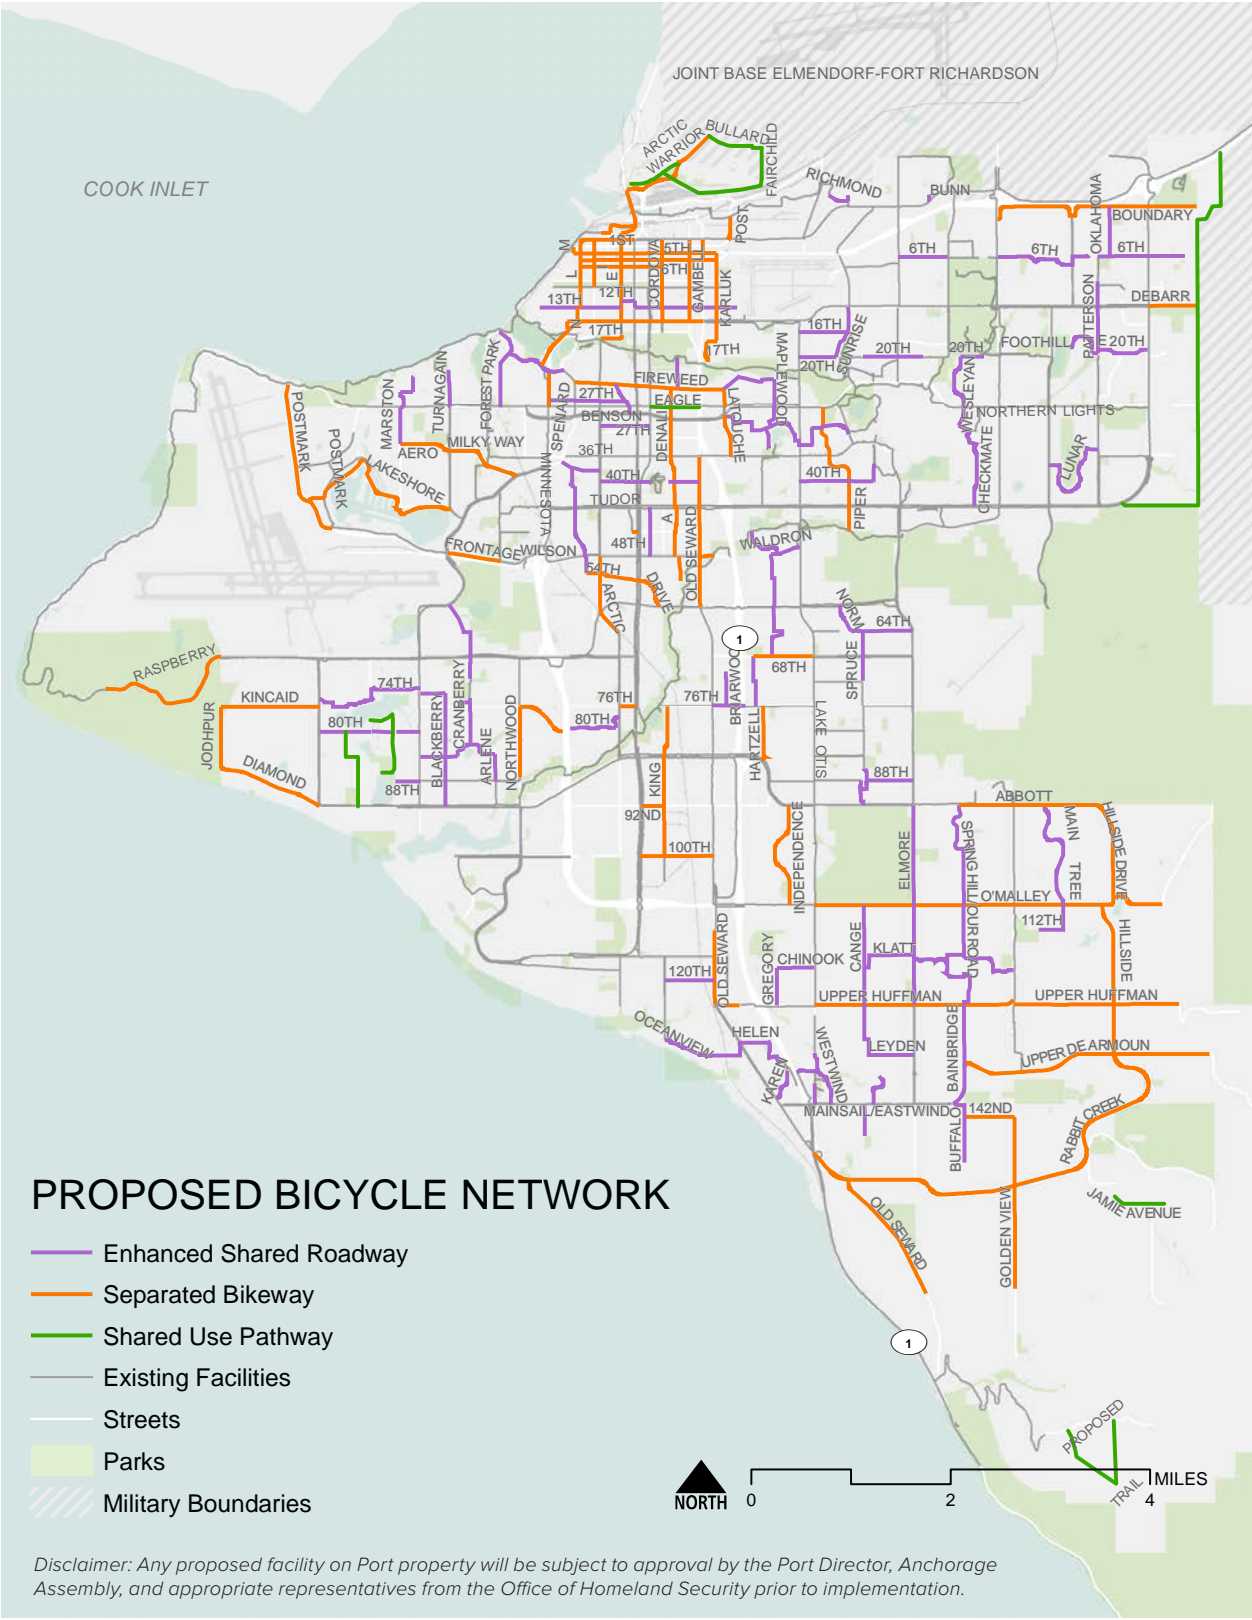 JOINT BASE ELMENDORF-FORT RICHARDSON
COOK INLET
ARCTIC
WARRIOR
BULLARD
FAIRCHILD
RICHMOND
BUNN
OKLAHOMA
BOUNDARY
POST
M
1ST
5TH
6TH
6TH
6TH
6TH
L
E
CORDOVA
GAMBELL
KARLUK
12TH
13TH
PATTERSON
DEBARR
N
17TH
17TH
16TH
SUNRISE
20TH
20TH
20TH
FOOTHILL
E 20TH
MAPLEWOOD
FOREST PARK
TURNAGAIN
MARSTON
FIREWEED
27TH
EAGLE
BENSON
27TH
LATOUCHE
WESLEYAN
NORTHERN LIGHTS
POSTMARK
POSTMARK
SPENARD
DENALI
AERO
MILKY WAY
36TH
LUNAR
LAKESHORE
MINNESOTA
40TH
40TH
CHECKMATE
TUDOR
PIPER
A
48TH
OLD SEWARD
WALDRON
FRONTAGE
WILSON
54TH
DRIVE
ARCTIC
NORM
64TH
1
RASPBERRY
68TH
SPRUCE
BRIARWOO
74TH
KINCAID
76TH
76TH
CRANBERRY
BLACKBERRY
NORTHWOOD
80TH
80TH
JODHPUR
ARLENE
HARTZELL
LAKE OTIS
DIAMOND
88TH
88TH
KING
92ND
100TH
ABBOTT
INDEPENDENCE
ELMORE
SPRING HILL/OUR ROAD
MAIN TREE
HILLSIDE DRIVE
O'MALLEY
112TH
CANGE
KLATT
HILLSIDE
OLD SEWARD
GREGORY
CHINOOK
120TH
UPPER HUFFMAN
UPPER HUFFMAN
OCEANVIEW
HELEN
WESTWIND
LEYDEN
BAINBRIDGE
UPPER DE ARMOUN
KAREN
MAINSAIL/EASTWIND
142ND
BUFFALO
RABBIT CREEK
JAMIE AVENUE
OLD SEWARD
GOLDEN VIEW
1
PROPOSED
TRAIL
PROPOSED BICYCLE NETWORK
Enhanced Shared Roadway
Separated Bikeway
Shared Use Pathway
Existing Facilities
Streets
Parks
Military Boundaries
NORTH
0
2
4
MILES
Disclaimer: Any proposed facility on Port property will be subject to approval by the Port Director, Anchorage
Assembly, and appropriate representatives from the Office of Homeland Security prior to implementation.